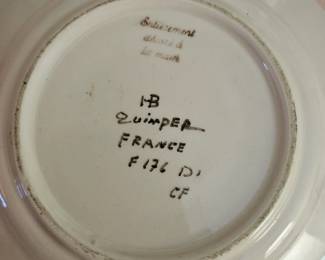 Entièrement
décoré à
la main
HB
Quimper
FRANCE
F 176 D'
CF